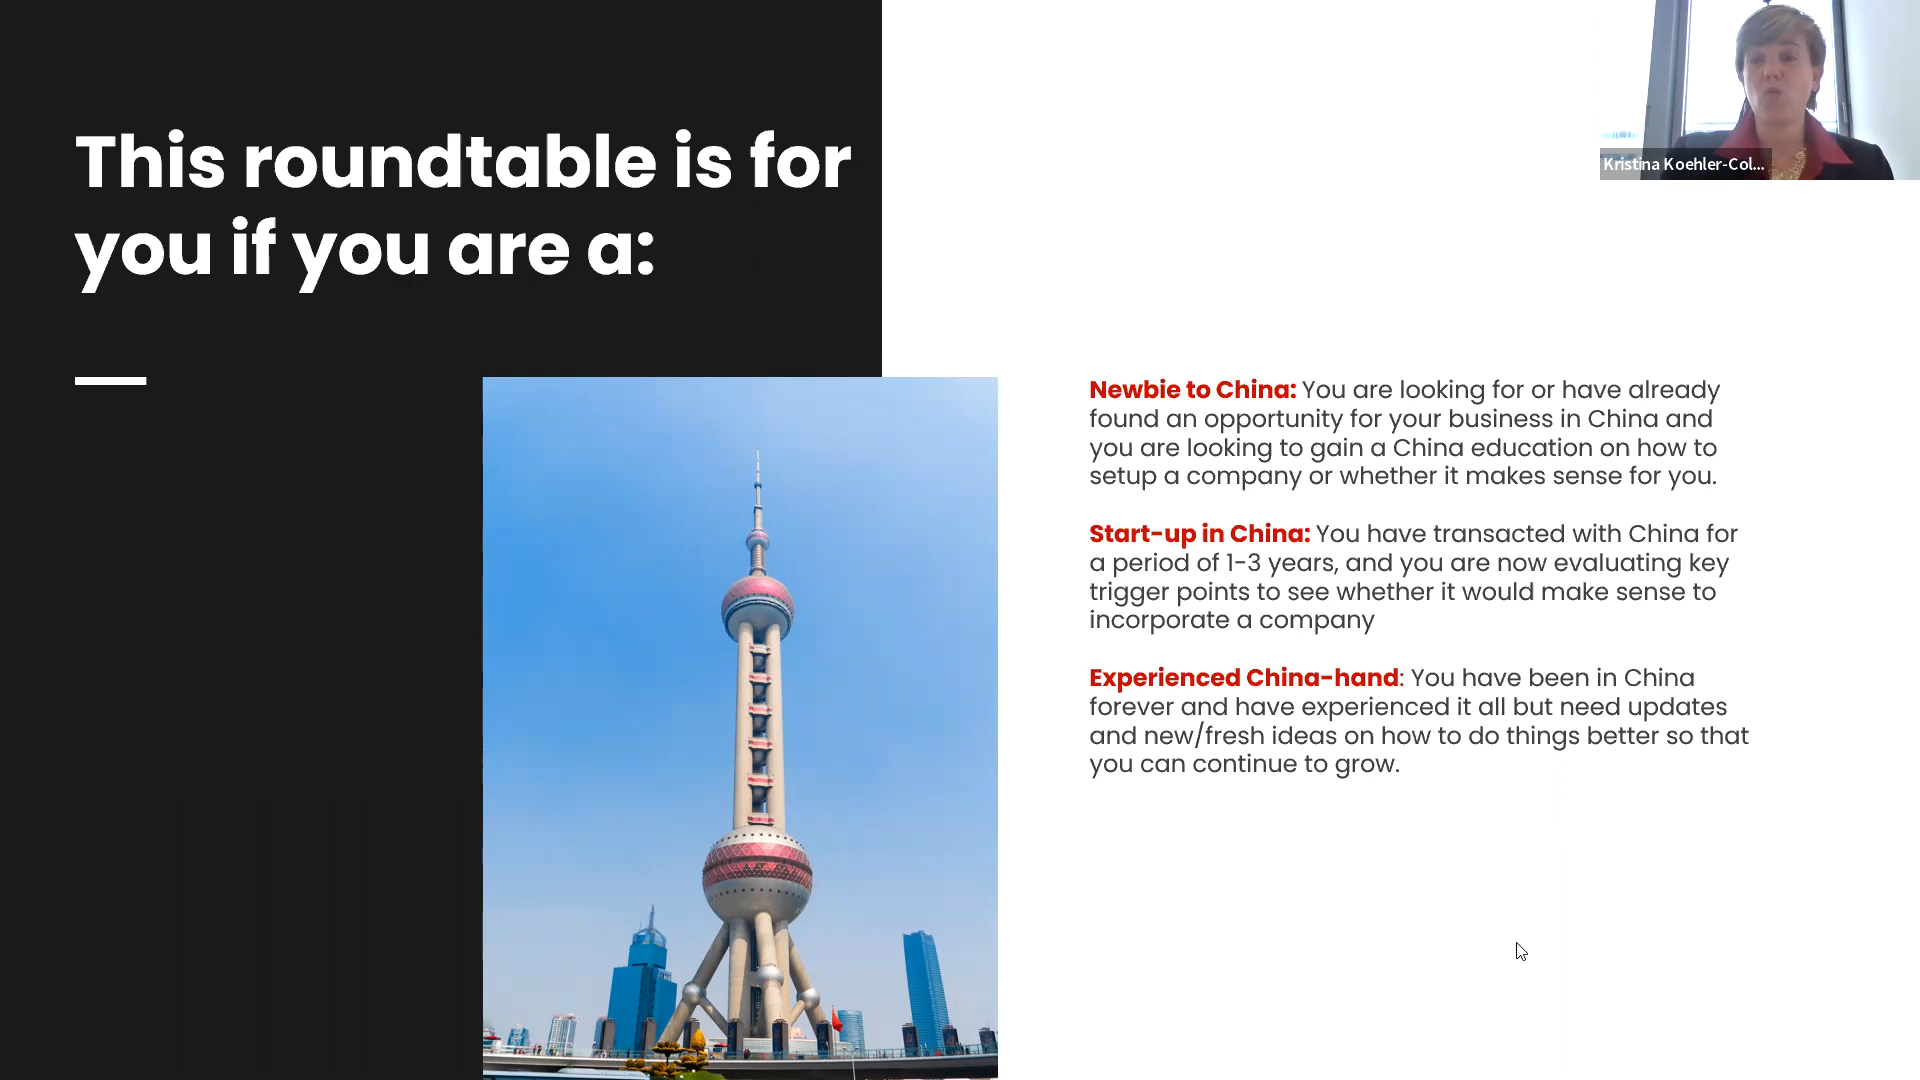 This roundtable is for
you if you are a:
Kristina Koehler-Col...
Newbie to China: You are looking for or have already
found an opportunity for your business in China and
you are looking to gain a China education on how to
setup a company or whether it makes sense for you.
Start-up in China: You have transacted with China for
a period of 1-3 years, and you are now evaluating key
trigger points to see whether it would make sense to
incorporate a company
Experienced China-hand: You have been in China
forever and have experienced it all but need updates
and new/fresh ideas on how to do things better so that
you can continue to grow.